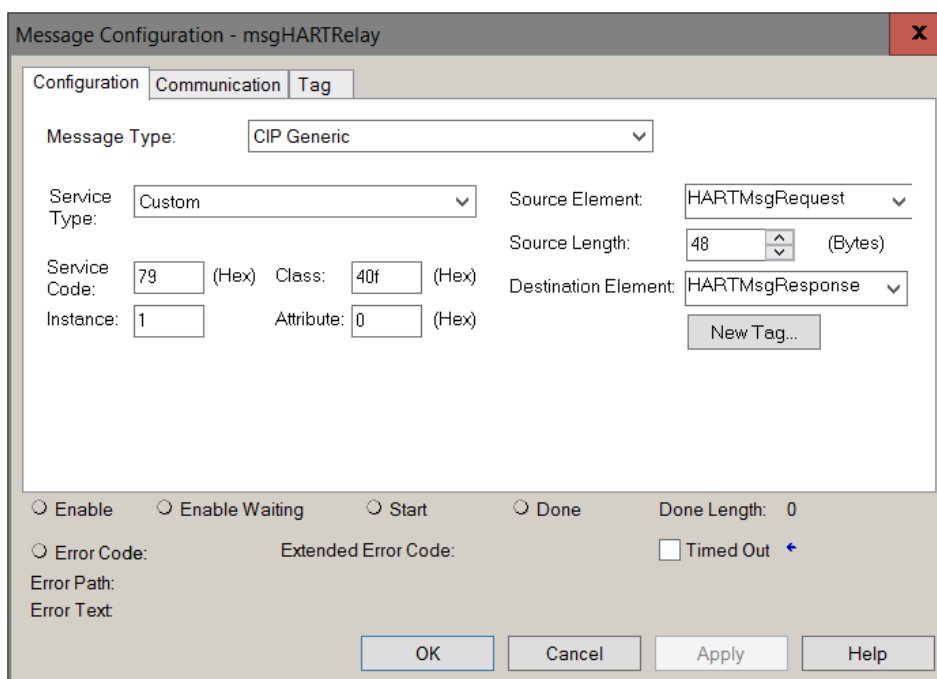 Message Configuration - msgHARTRelay
x
Configuration Communication Tag
Message Type: CIP Generic
Service Type: Custom
Source Element: HARTMsgRequest
Source Length: 48 (Bytes)
Service Code: 79 (Hex) Class: 40f (Hex)
Destination Element: HARTMsgResponse
Instance: 1 Attribute: 0 (Hex)
New Tag...
Enable Enable Waiting Start Done Done Length: 0
Error Code: Extended Error Code: Timed Out
Error Path:
Error Text:
OK Cancel Apply Help